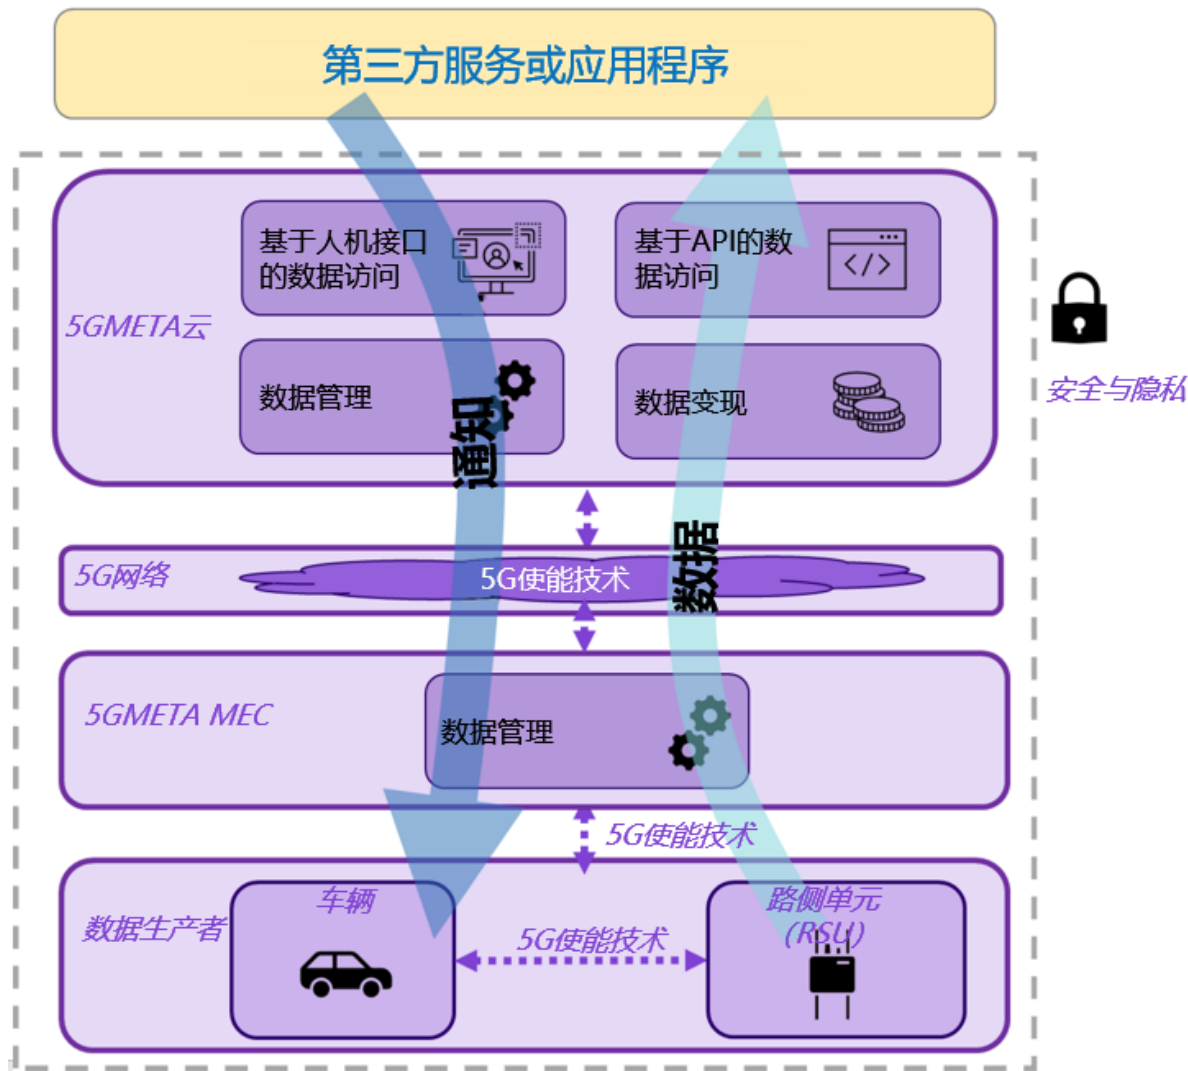 第三方服务或应用程序
基于人机接口
的数据访问
基于API的数
据访问
5GMETA云
安全与隐私
数据管理
数据变现
通知
数据
5G网络
5G使能技术
5GMETA MEC
数据管理
5G使能技术
数据生产者
车辆
5G使能技术
路侧单元
(RSU)